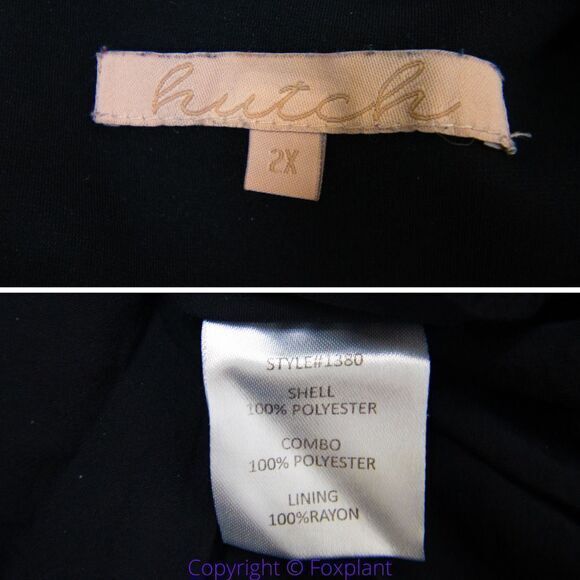 hutch
2X
STYLE#1380
SHELL
100% POLYESTER
COMBO
100% POLYESTER
LINING
100%RAYON
Copyright © Foxplant